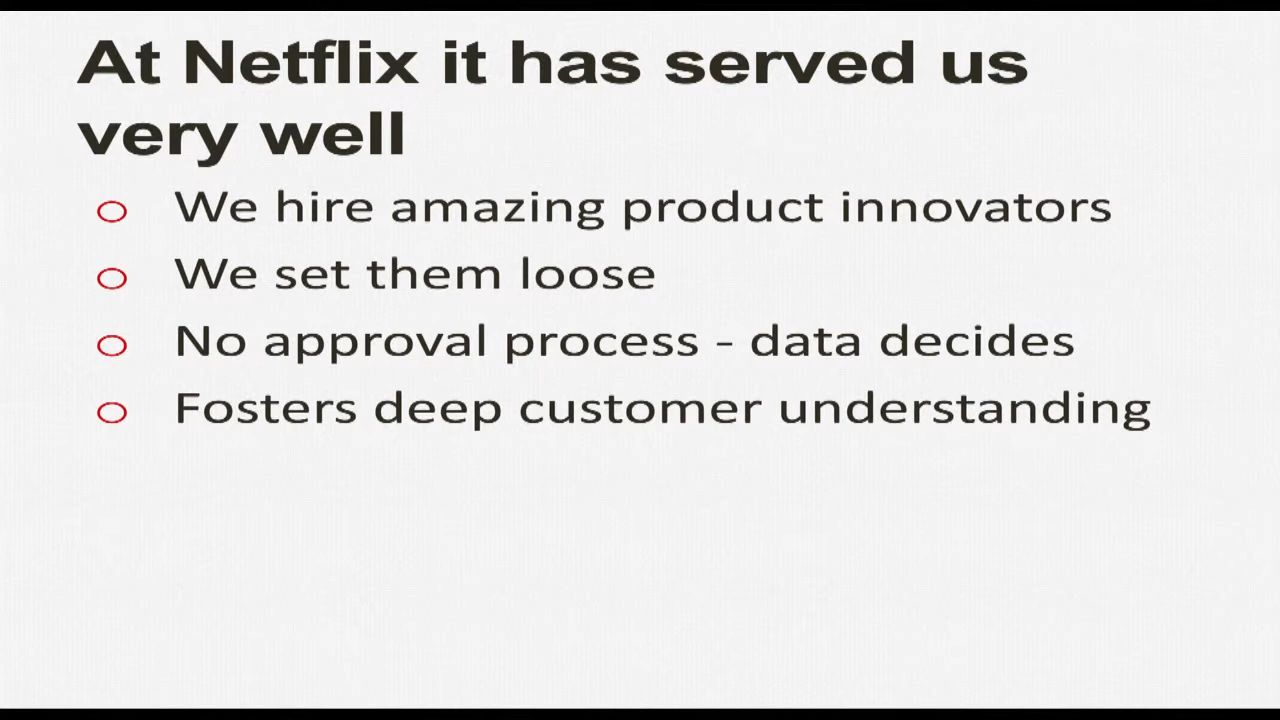 At Netflix it has served us
very well
We hire amazing product innovators
We set them loose
No approval process - data decides
Fosters deep customer understanding